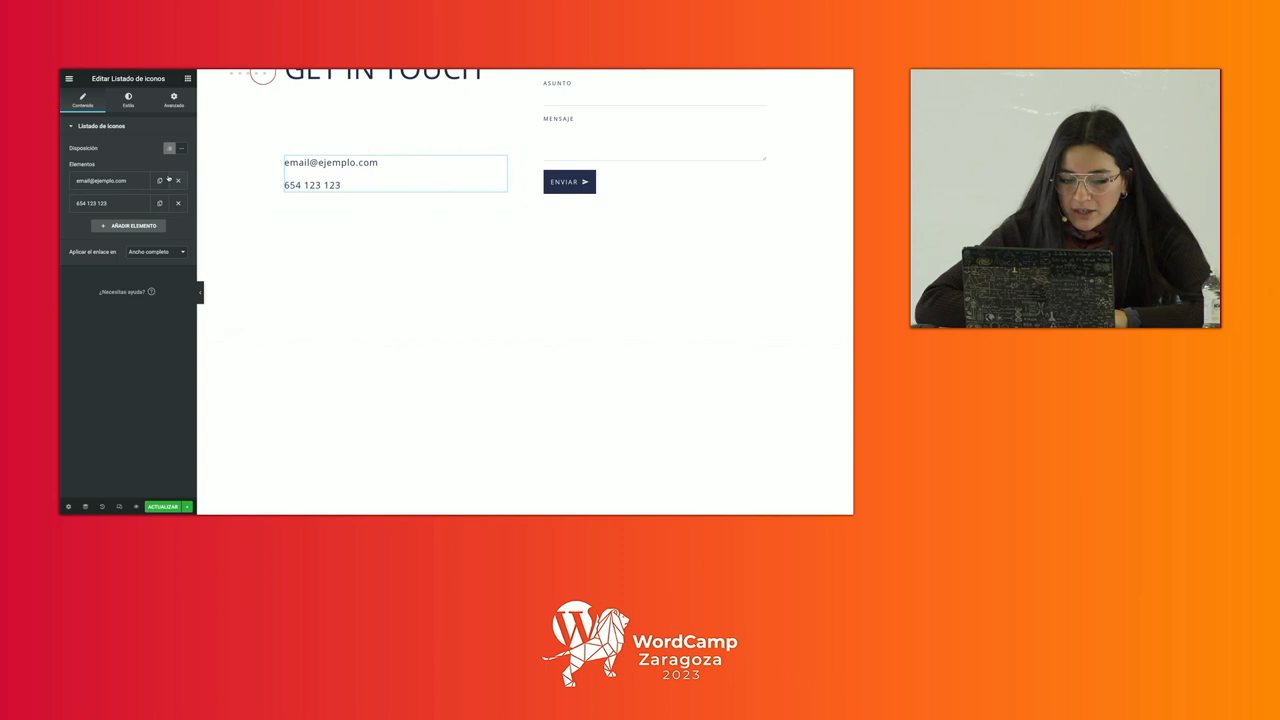 Editar Listado de iconos
Contenido
Estilo
Avanzado
Listado de iconos
Disposición
Elementos
email@ejemplo.com
654 123 123
+ AÑADIR ELEMENTO
Aplicar el enlace en
Ancho completo
¿Necesitas ayuda? ?
ACTUALIZAR
GET IN TOUCH
email@ejemplo.com
654 123 123
ASUNTO
MENSAJE
ENVIAR
WordCamp
Zaragoza
2023